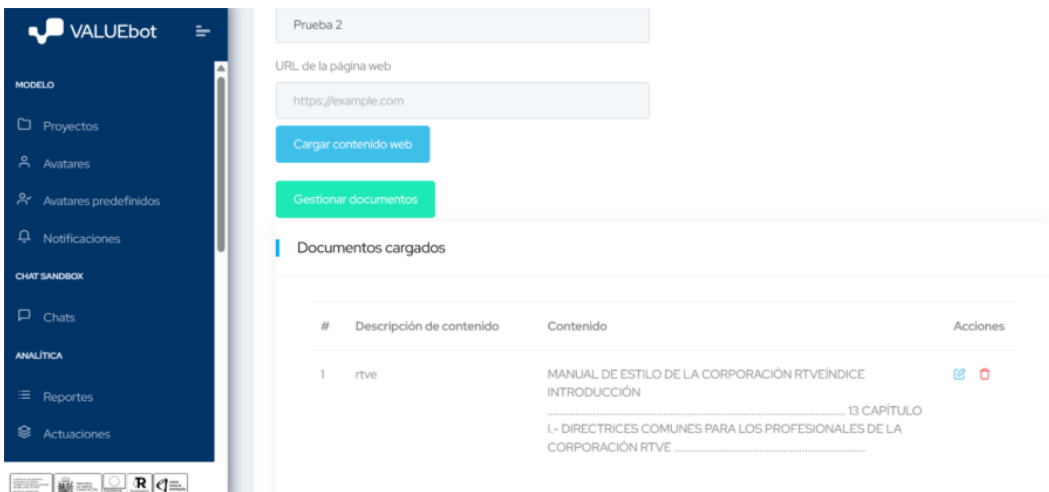 VALUEbot
MODELO
Proyectos
Avatares
Avatares predefinidos
Notificaciones
CHAT SANDBOX
Chats
ANALÍTICA
Reportes
Actuaciones
Prueba 2
URL de la página web
https://example.com
Cargar contenido web
Gestionar documentos
Documentos cargados
# Descripción de contenido Contenido Acciones
1 rtve MANUAL DE ESTILO DE LA CORPORACIÓN RTVEÍNDICE
INTRODUCCIÓN
.................................................................................................... 13 CAPÍTULO
I.- DIRECTRICES COMUNES PARA LOS PROFESIONALES DE LA
CORPORACIÓN RTVE ................................................................